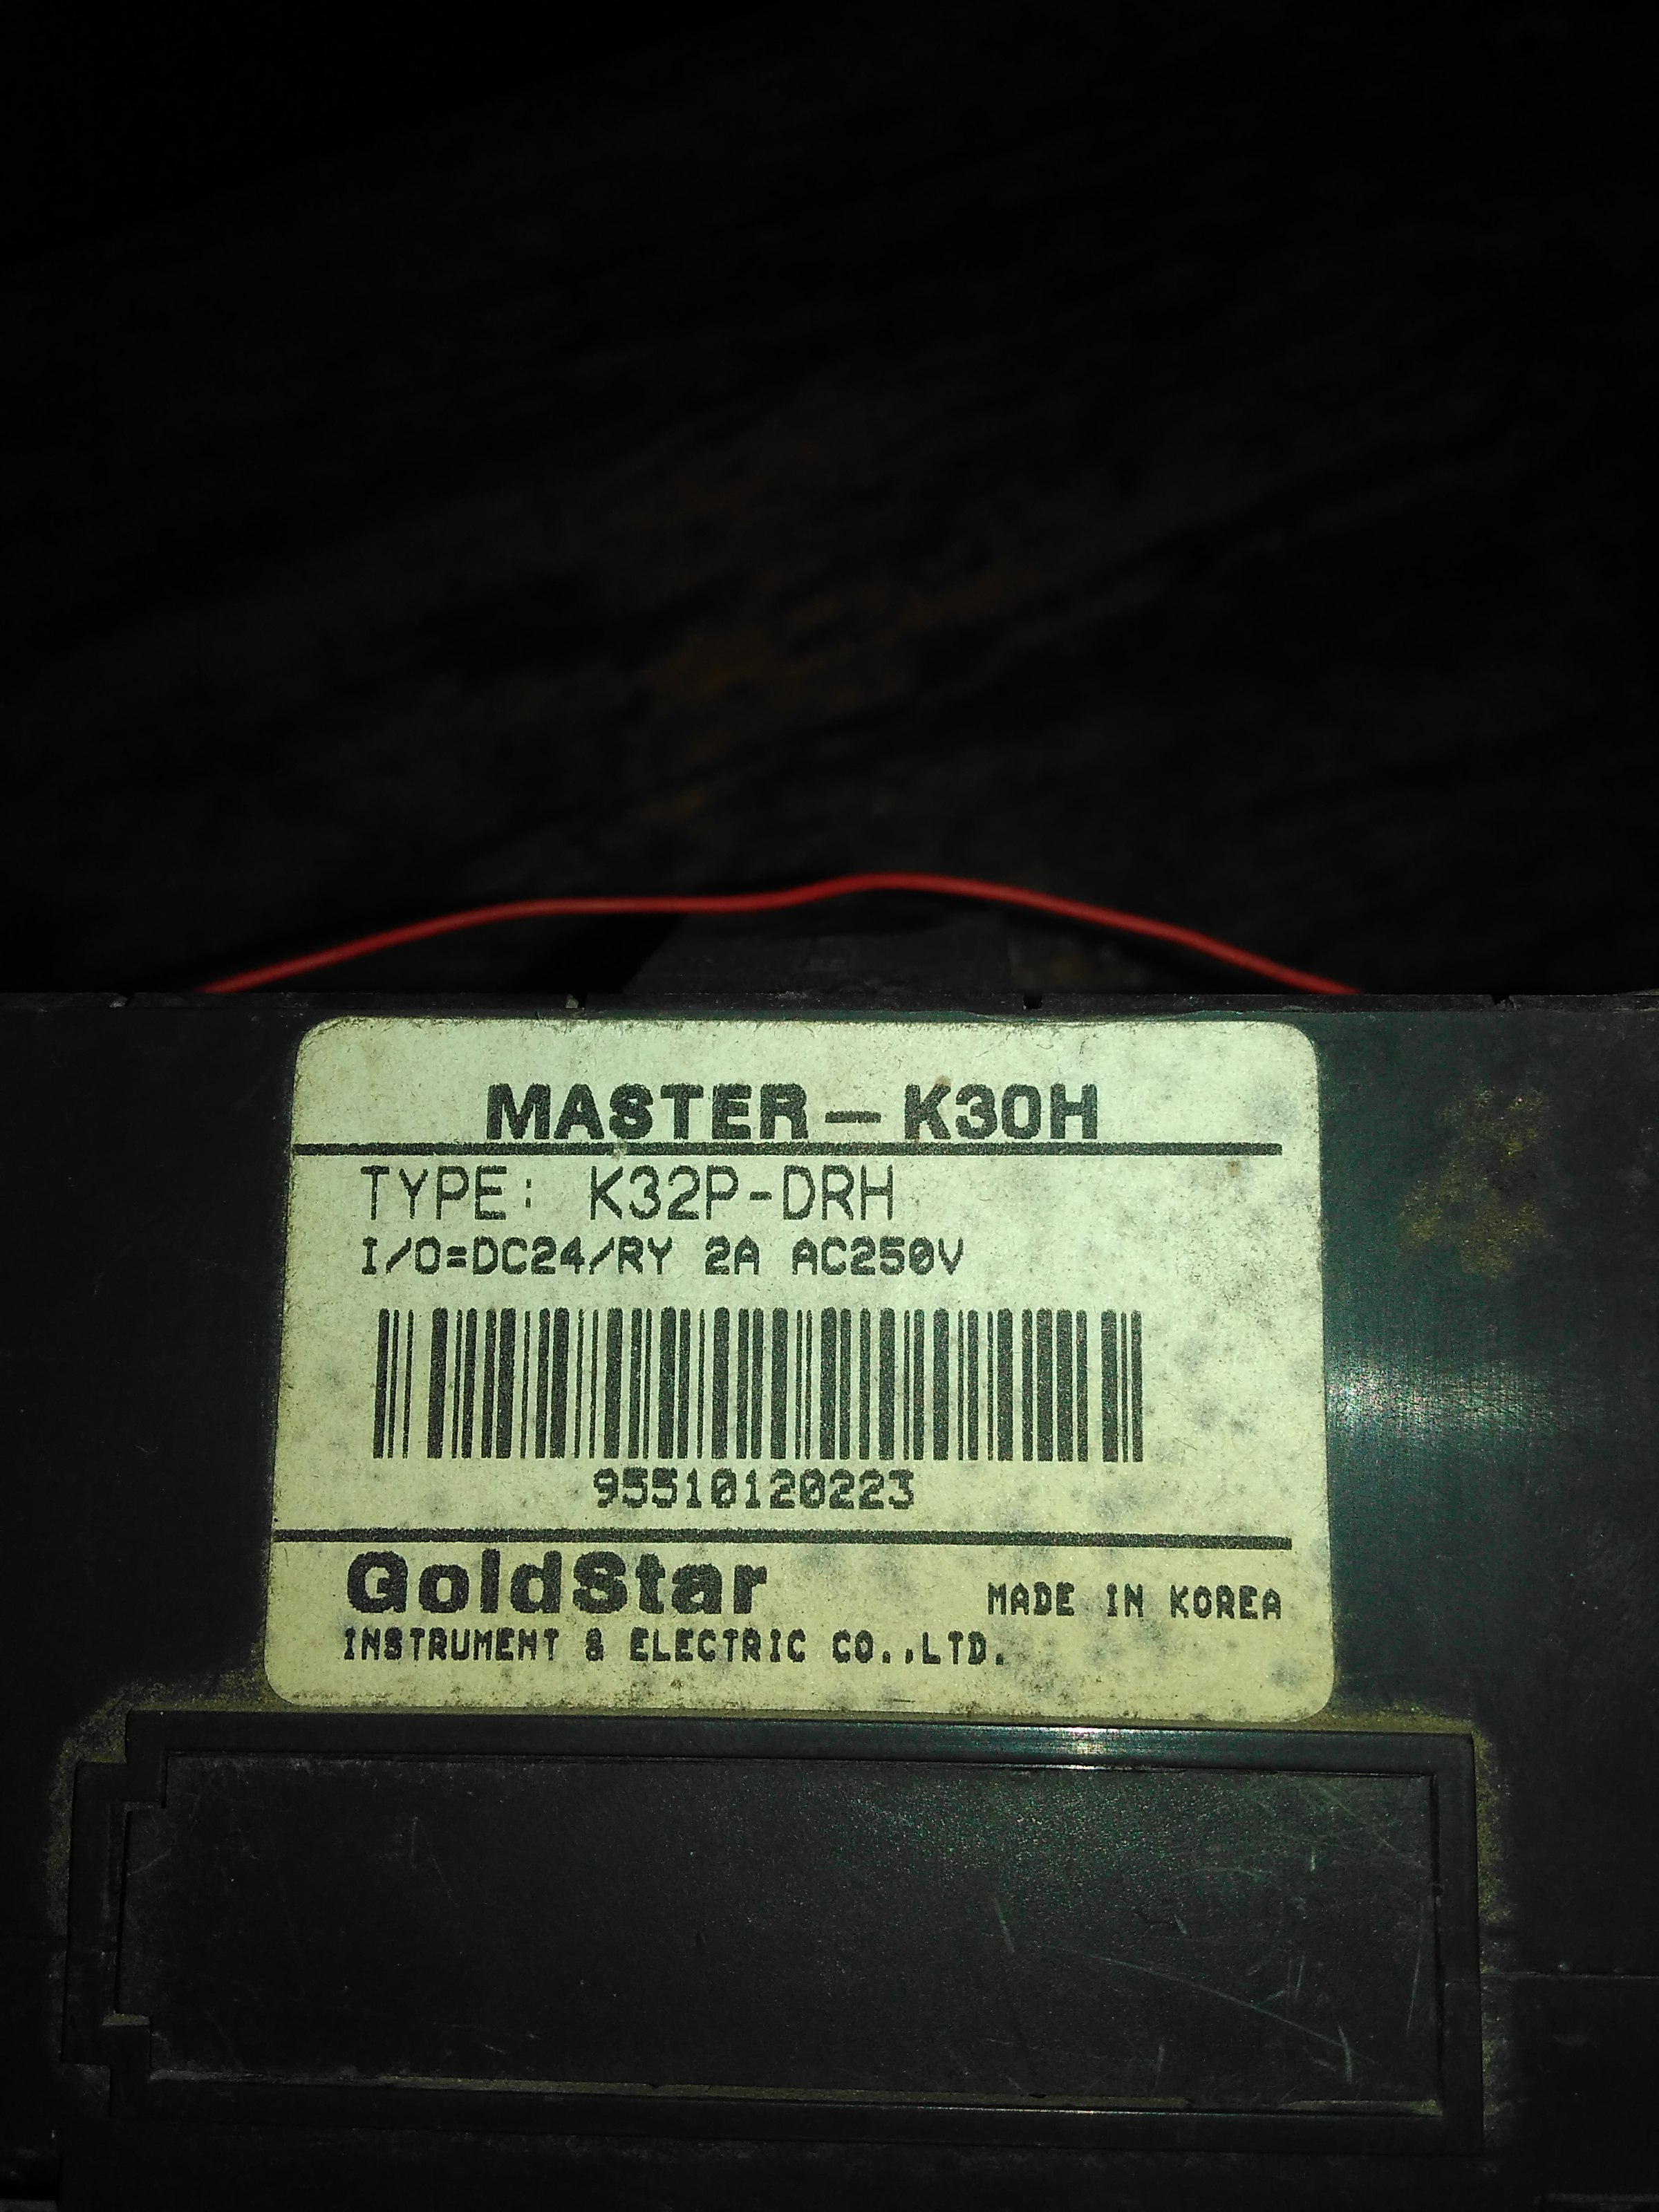 MASTER - K30H
TYPE: K32P-DRH
I/O=DC24/RY 2A AC250V
95510120223
GoldStar MADE IN KOREA
INSTRUMENT & ELECTRIC CO.,LTD.